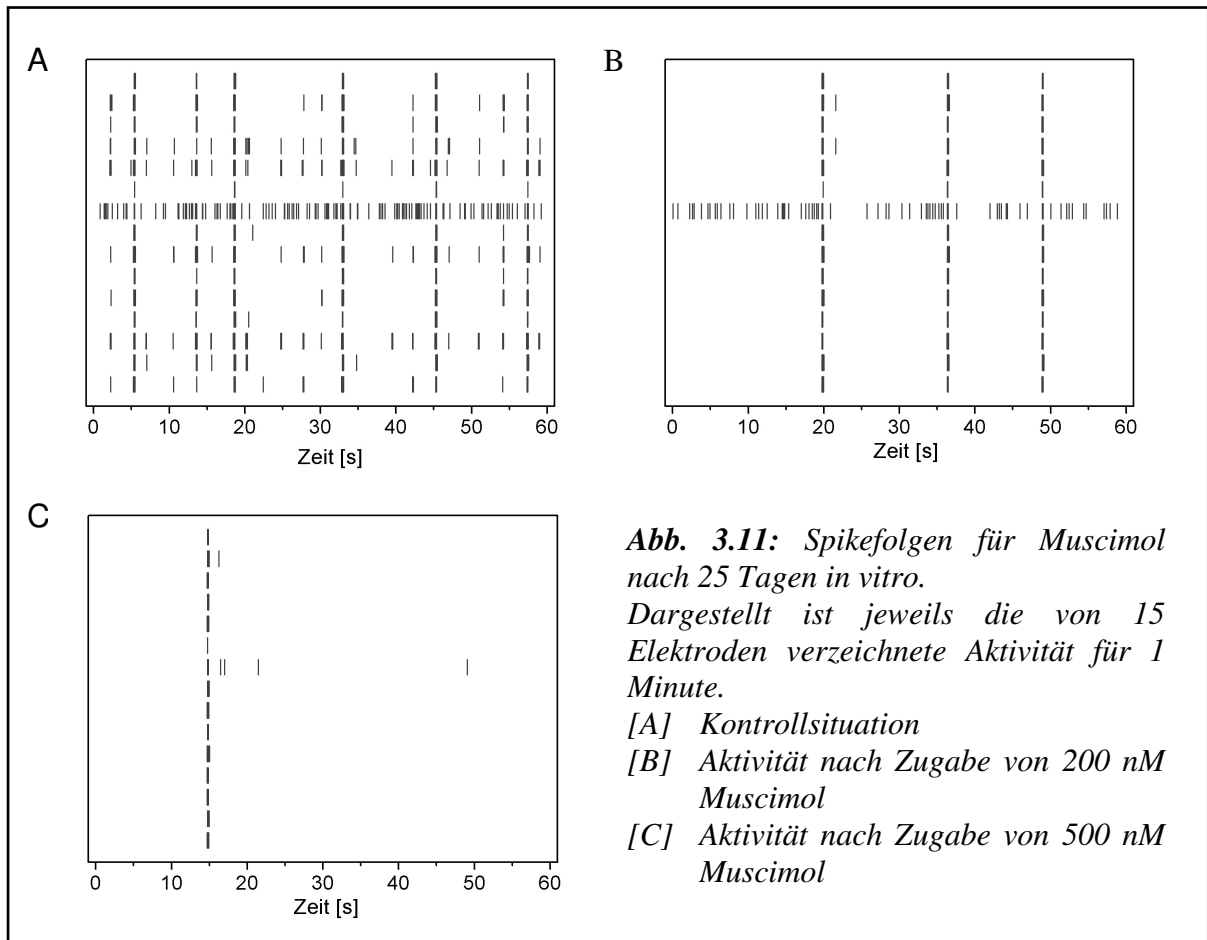 A
0 10 20 30 40 50 60
Zeit [s]
B
0 10 20 30 40 50 60
Zeit [s]
C
0 10 20 30 40 50 60
Zeit [s]
Abb. 3.11: Spikefolgen für Muscimol
nach 25 Tagen in vitro.
Dargestellt ist jeweils die von 15
Elektroden verzeichnete Aktivität für 1
Minute.
[A] Kontrollsituation
[B] Aktivität nach Zugabe von 200 nM
Muscimol
[C] Aktivität nach Zugabe von 500 nM
Muscimol